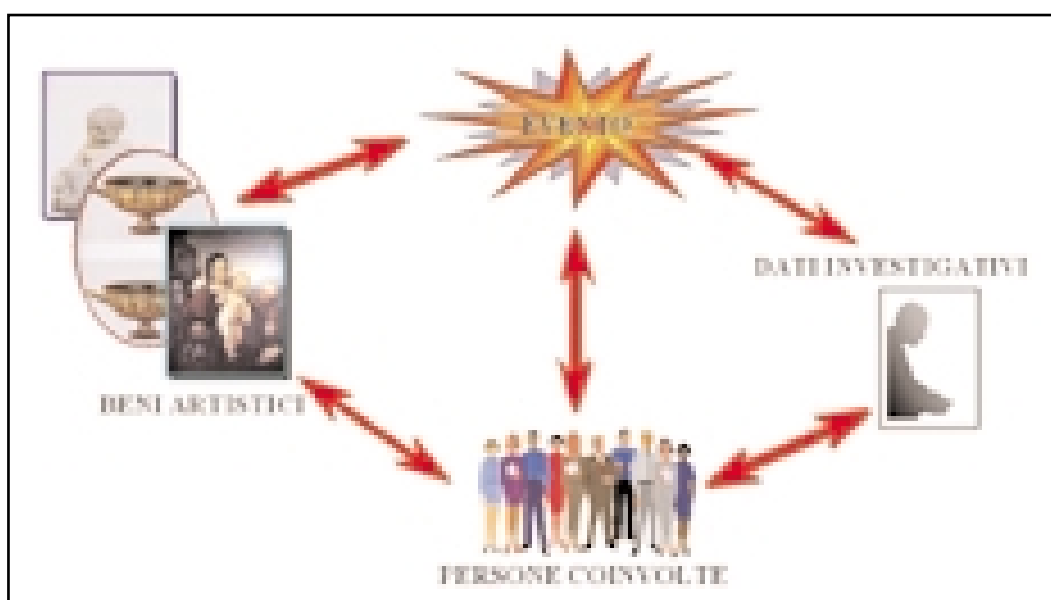 EVENTO
DATI INVESTIGATIVI
BENI ARTISTICI
PERSONE COINVOLTE